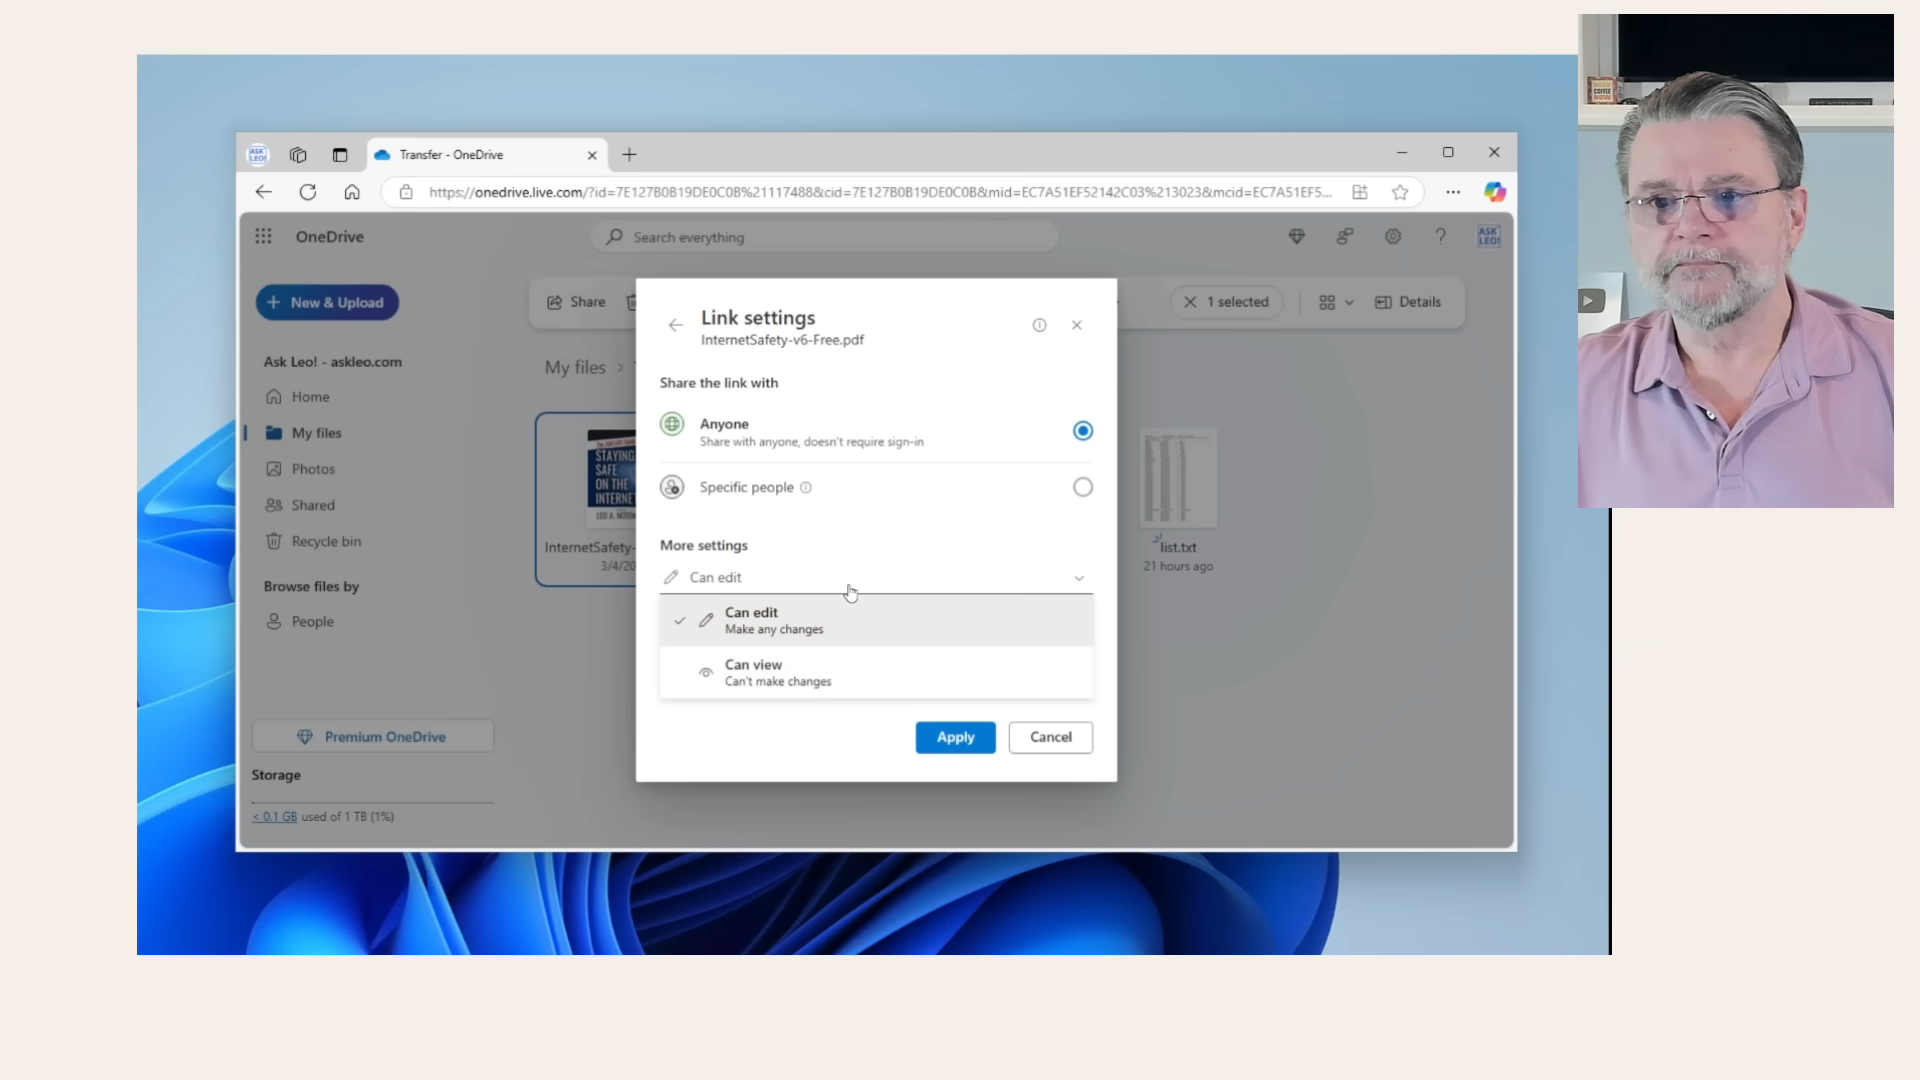 ASK LEO!
Transfer - OneDrive
https://onedrive.live.com/?id=7E127B0B19DE0C0B%21117488&cid=7E127B0B19DE0C0B&mid=EC7A51EF52142C03%213023&mcid=EC7A51EF5...
OneDrive
Search everything
ASK LEO!
New & Upload
Share
1 selected
Details
Ask Leo! - askleo.com
Home
My files
Photos
Shared
Recycle bin
Browse files by
People
Premium OneDrive
Storage
< 0.1 GB used of 1 TB (1%)
My files >
STAYING
SAFE
ON THE
INTERNE
InternetSafety-
3/4/20
list.txt
21 hours ago
Link settings
InternetSafety-v6-Free.pdf
Share the link with
Anyone
Share with anyone, doesn't require sign-in
Specific people
More settings
Can edit
Can edit
Make any changes
Can view
Can't make changes
Apply
Cancel
COFFEE